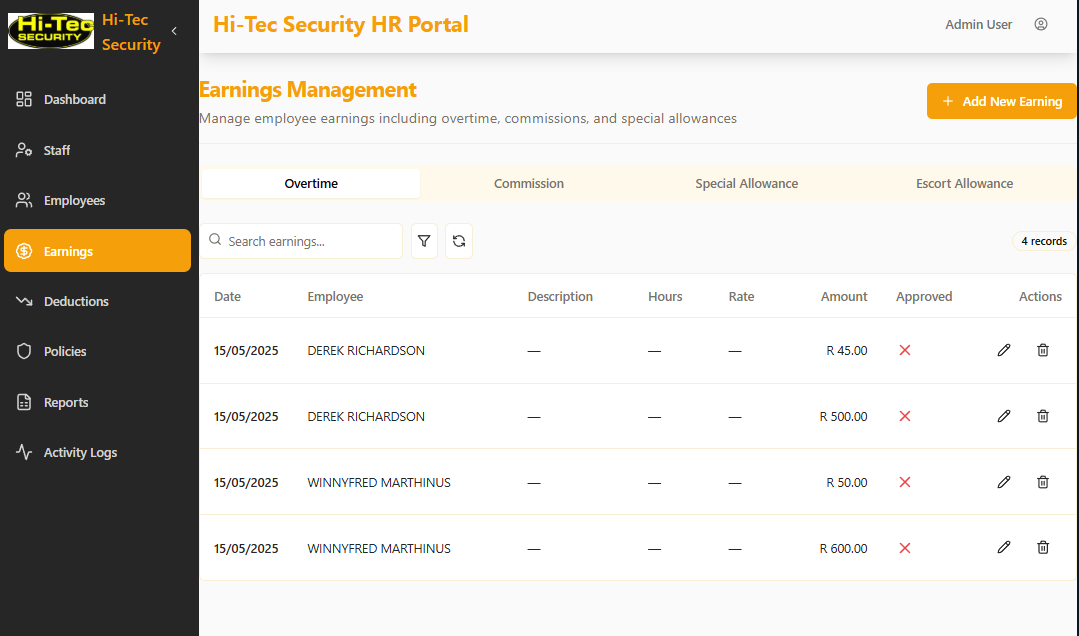 Hi-Tec
SECURITY
Hi-Tec
Security
Hi-Tec Security HR Portal
Admin User
Dashboard
Staff
Employees
Earnings
Deductions
Policies
Reports
Activity Logs
Earnings Management
Manage employee earnings including overtime, commissions, and special allowances
+ Add New Earning
Overtime Commission Special Allowance Escort Allowance
Search earnings...
4 records
Date Employee Description Hours Rate Amount Approved Actions
15/05/2025 DEREK RICHARDSON — — — R 45.00
15/05/2025 DEREK RICHARDSON — — — R 500.00
15/05/2025 WINNYFRED MARTHINUS — — — R 50.00
15/05/2025 WINNYFRED MARTHINUS — — — R 600.00